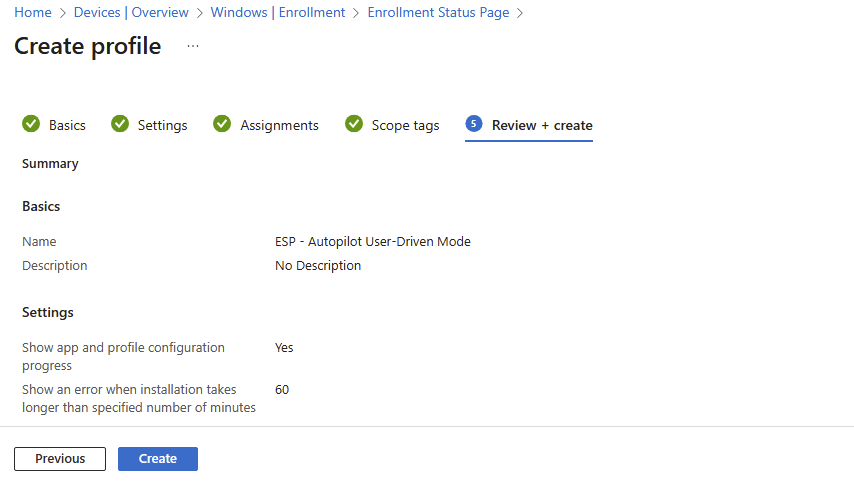 Home > Devices | Overview > Windows | Enrollment > Enrollment Status Page >
Create profile ...
Basics Settings Assignments Scope tags 5 Review + create
Summary
Basics
Name ESP - Autopilot User-Driven Mode
Description No Description
Settings
Show app and profile configuration Yes
progress
Show an error when installation takes 60
longer than specified number of minutes
Previous Create